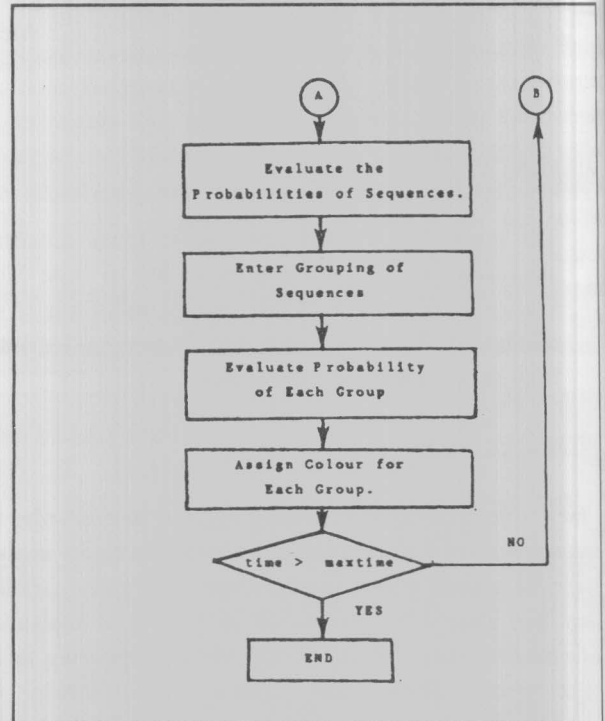 A
B
Evaluate the
Probabilities of Sequences.
Enter Grouping of
Sequences
Evaluate Probability
of Each Group
Assign Colour for
Each Group.
time > maxtime
NO
YES
END